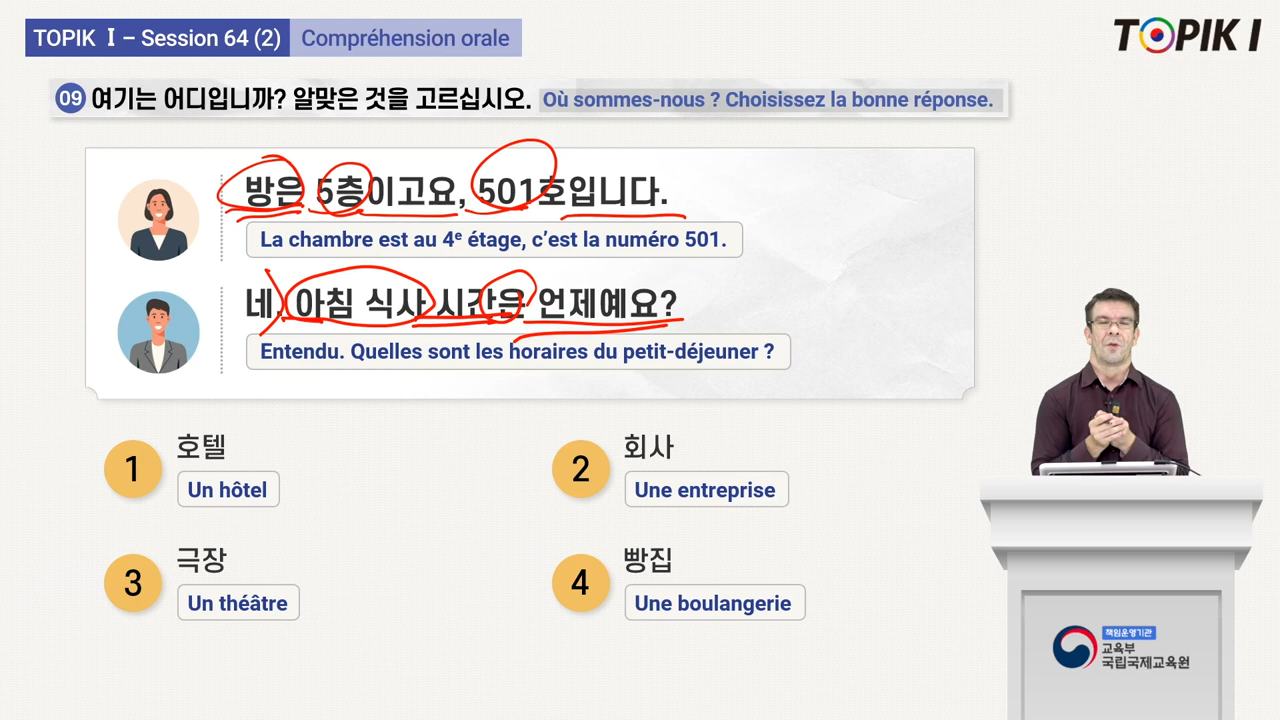 TOPIK Ⅰ – Session 64 (2) Compréhension orale
TOPIK I
09 여기는 어디입니까? 알맞은 것을 고르십시오. Où sommes-nous ? Choisissez la bonne réponse.
방은 5층이고요, 501호입니다.
La chambre est au 4e étage, c’est la numéro 501.
네, 아침 식사 시간은 언제예요?
Entendu. Quelles sont les horaires du petit-déjeuner ?
1 호텔
Un hôtel
2 회사
Une entreprise
3 극장
Un théâtre
4 빵집
Une boulangerie
책임운영기관
교육부
국립국제교육원